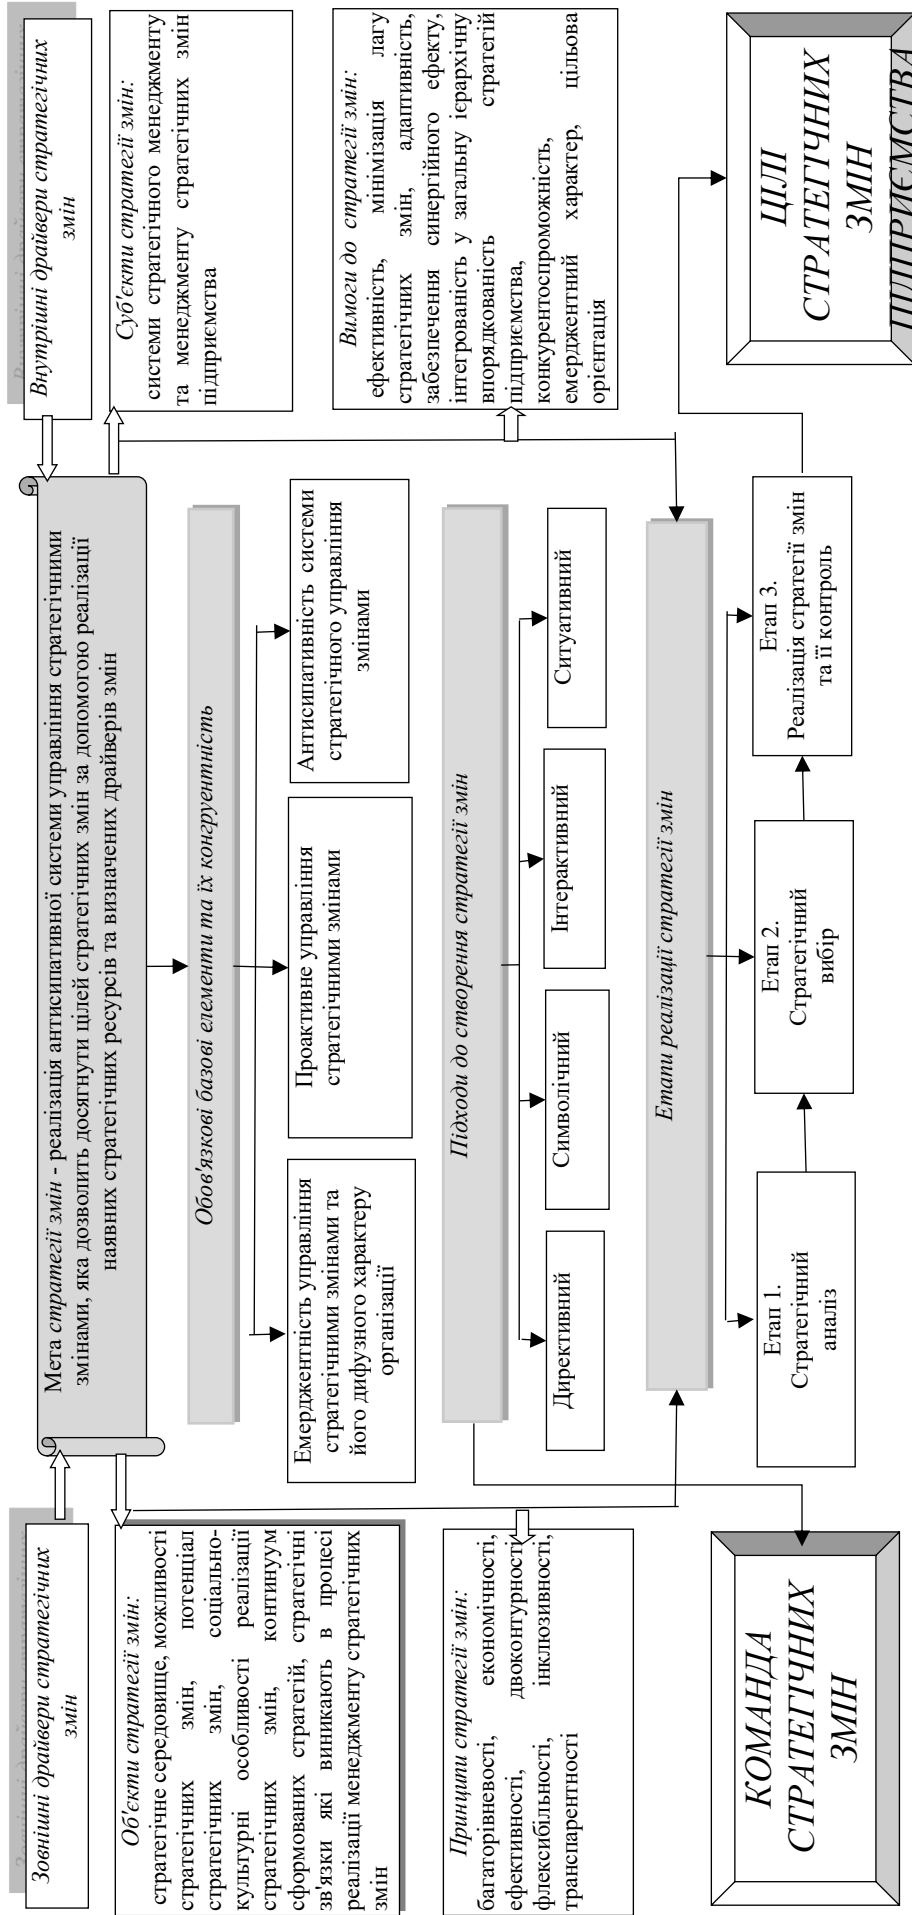 Зовнішні драйвери стратегічних
змін
Мета стратегії змін - реалізація антисипативної системи управління стратегічними
змінами, яка дозволить досягнути цілей стратегічних змін за допомогою реалізації
наявних стратегічних ресурсів та визначених драйверів змін
Внутрішні драйвери стратегічних
змін
Об'єкти стратегії змін:
стратегічне середовище, можливості
стратегічних змін, потенціал
стратегічних змін, соціально-
культурні особливості реалізації
стратегічних змін, континуум
сформованих стратегій, стратегічні
зв'язки які виникають в процесі
реалізації менеджменту стратегічних
змін
Обов'язкові базові елементи та їх конгруентність
Емерджентність управління
стратегічними змінами та
його дифузного характеру
організації
Проактивне управління
стратегічними змінами
Антисипативність системи
стратегічного управління
змінами
Суб'єкти стратегії змін:
системи стратегічного менеджменту
та менеджменту стратегічних змін
підприємства
Принципи стратегії змін:
багаторівневості, економічності,
ефективності, двоконтурності
флексибільності, інклюзивності,
транспарентності
Підходи до створення стратегії змін
Директивний
Символічний
Інтерактивний
Ситуативний
Вимоги до стратегії змін:
ефективність, мінімізація лагу
стратегічних змін, адаптивність,
забезпечення синергійного ефекту,
інтегрованість у загальну ієрархічну
впорядкованість стратегій
підприємства,
конкурентоспроможність,
емерджентний характер, цільова
орієнтація
Етапи реалізації стратегії змін
Етап 1.
Стратегічний
аналіз
Етап 2.
Стратегічний
вибір
Етап 3.
Реалізація стратегії змін
та її контроль
КОМАНДА
СТРАТЕГІЧНИХ
ЗМІН
ЦІЛІ
СТРАТЕГІЧНИХ
ЗМІН
ПІДПРИЄМСТВА